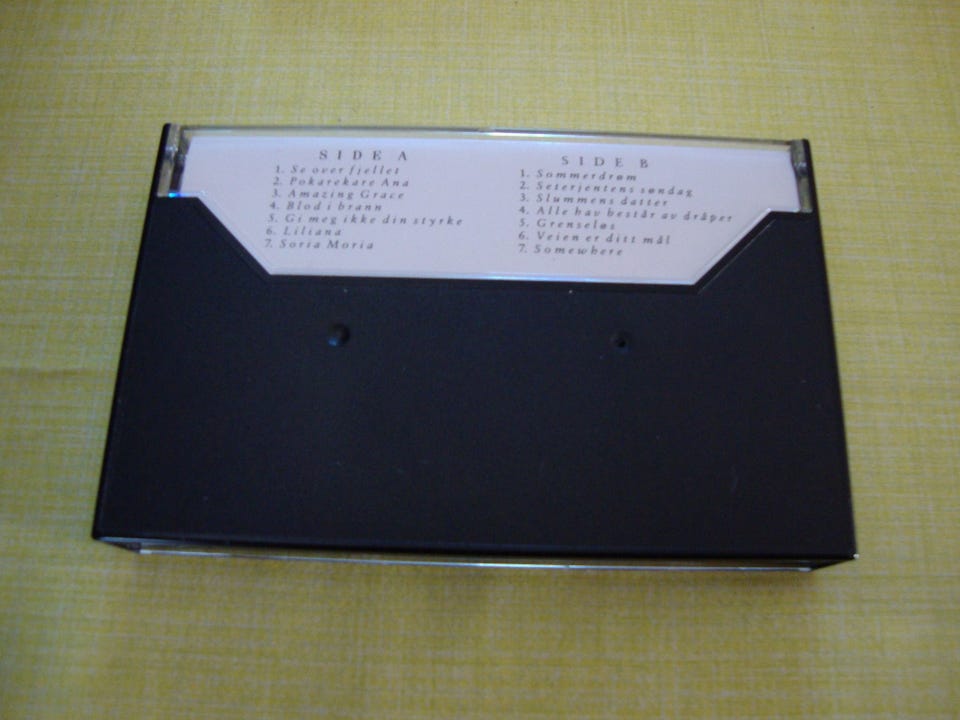 SIDE A
1. Se over fjellet
2. Pokarekare Ana
3. Amazing Grace
4. Blod i brann
5. Gi meg ikke din styrke
6. Liliana
7. Soria Moria
SIDE B
1. Sommerdrøm
2. Seterjentens søndag
3. Slummens datter
4. Alle hav består av dråper
5. Grenseløs
6. Veien er ditt mål
7. Somewhere